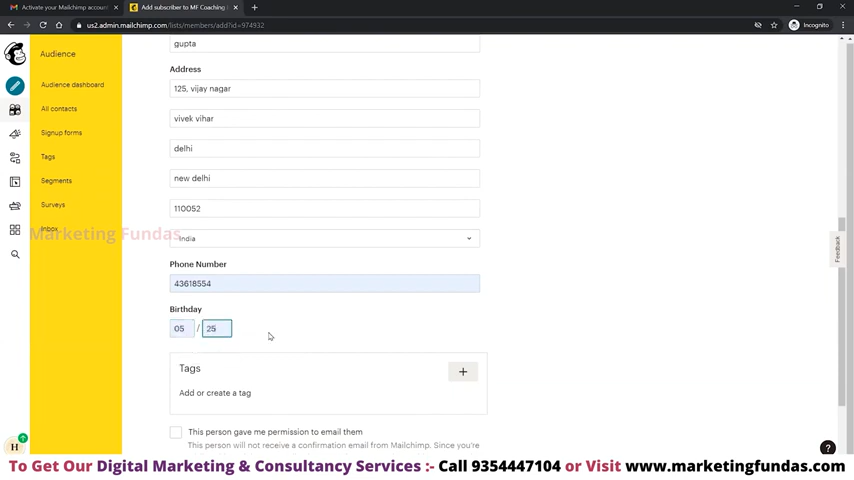 Activate your Mailchimp accoun
Add subscriber to MF Coaching
us2.admin.mailchimp.com/lists/members/add?id=974932
Incognito
Audience
Audience dashboard
All contacts
Signup forms
Tags
Segments
Surveys
Inbox
gupta
Address
125, vijay nagar
vivek vihar
delhi
new delhi
110052
India
Marketing Fundas
Phone Number
43618554
Birthday
05 / 25
Tags
+
Add or create a tag
This person gave me permission to email them
This person will not receive a confirmation email from Mailchimp. Since you're
Feedback
H
?
To Get Our Digital Marketing & Consultancy Services :- Call 9354447104 or Visit www.marketingfundas.com